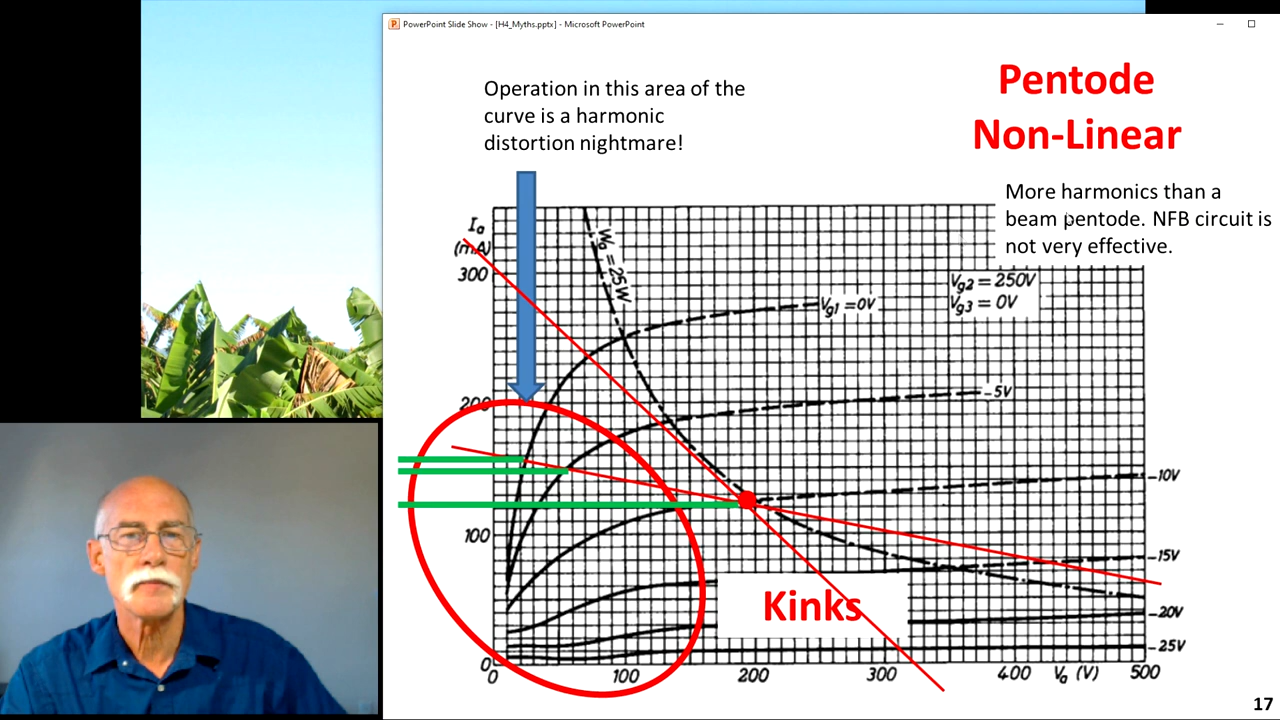 PowerPoint Slide Show - [H4_Myths.pptx] - Microsoft PowerPoint
Operation in this area of the
curve is a harmonic
distortion nightmare!
Pentode
Non-Linear
More harmonics than a
beam pentode. NFB circuit is
not very effective.
Ia
(mA)
300
200
100
0
Wa = 25W
Vg1 = 0V
Vg2 = 250V
Vg3 = 0V
-5V
-10V
-15V
-20V
-25V
Kinks
0
100
200
300
400
Va (V)
500
17